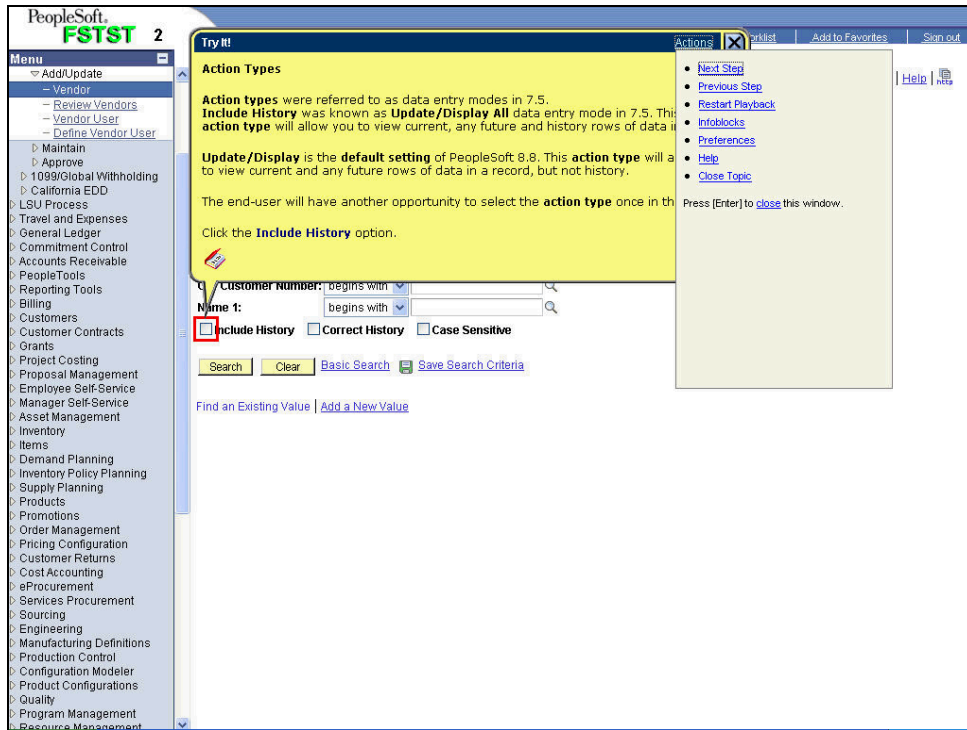 PeopleSoft.
FSTST 2
Try It!
Actions
Add to Favorites
Sign out
Menu
Add/Update
– Vendor
– Review Vendors
– Vendor User
– Define Vendor User
Maintain
Approve
1099/Global Withholding
California EDD
LSU Process
Travel and Expenses
General Ledger
Commitment Control
Accounts Receivable
PeopleTools
Reporting Tools
Billing
Customers
Customer Contracts
Grants
Project Costing
Proposal Management
Employee Self-Service
Manager Self-Service
Asset Management
Inventory
Items
Demand Planning
Inventory Policy Planning
Supply Planning
Products
Promotions
Order Management
Pricing Configuration
Customer Returns
Cost Accounting
eProcurement
Services Procurement
Sourcing
Engineering
Manufacturing Definitions
Production Control
Configuration Modeler
Product Configurations
Quality
Program Management
Resource Management
Action Types
Action types were referred to as data entry modes in 7.5.
Include History was known as Update/Display All data entry mode in 7.5.
action type will allow you to view current, any future and history rows of data
Update/Display is the default setting of PeopleSoft 8.8. This action type will
to view current and any future rows of data in a record, but not history.
The end-user will have another opportunity to select the action type once in
Click the Include History option.
• Next Step
• Previous Step
• Restart Playback
• Infoblocks
• Preferences
• Help
• Close Topic
Press [Enter] to close this window.
Help
http
Customer Number: begins with
Name 1: begins with
Include History Correct History Case Sensitive
Search Clear Basic Search Save Search Criteria
Find an Existing Value | Add a New Value